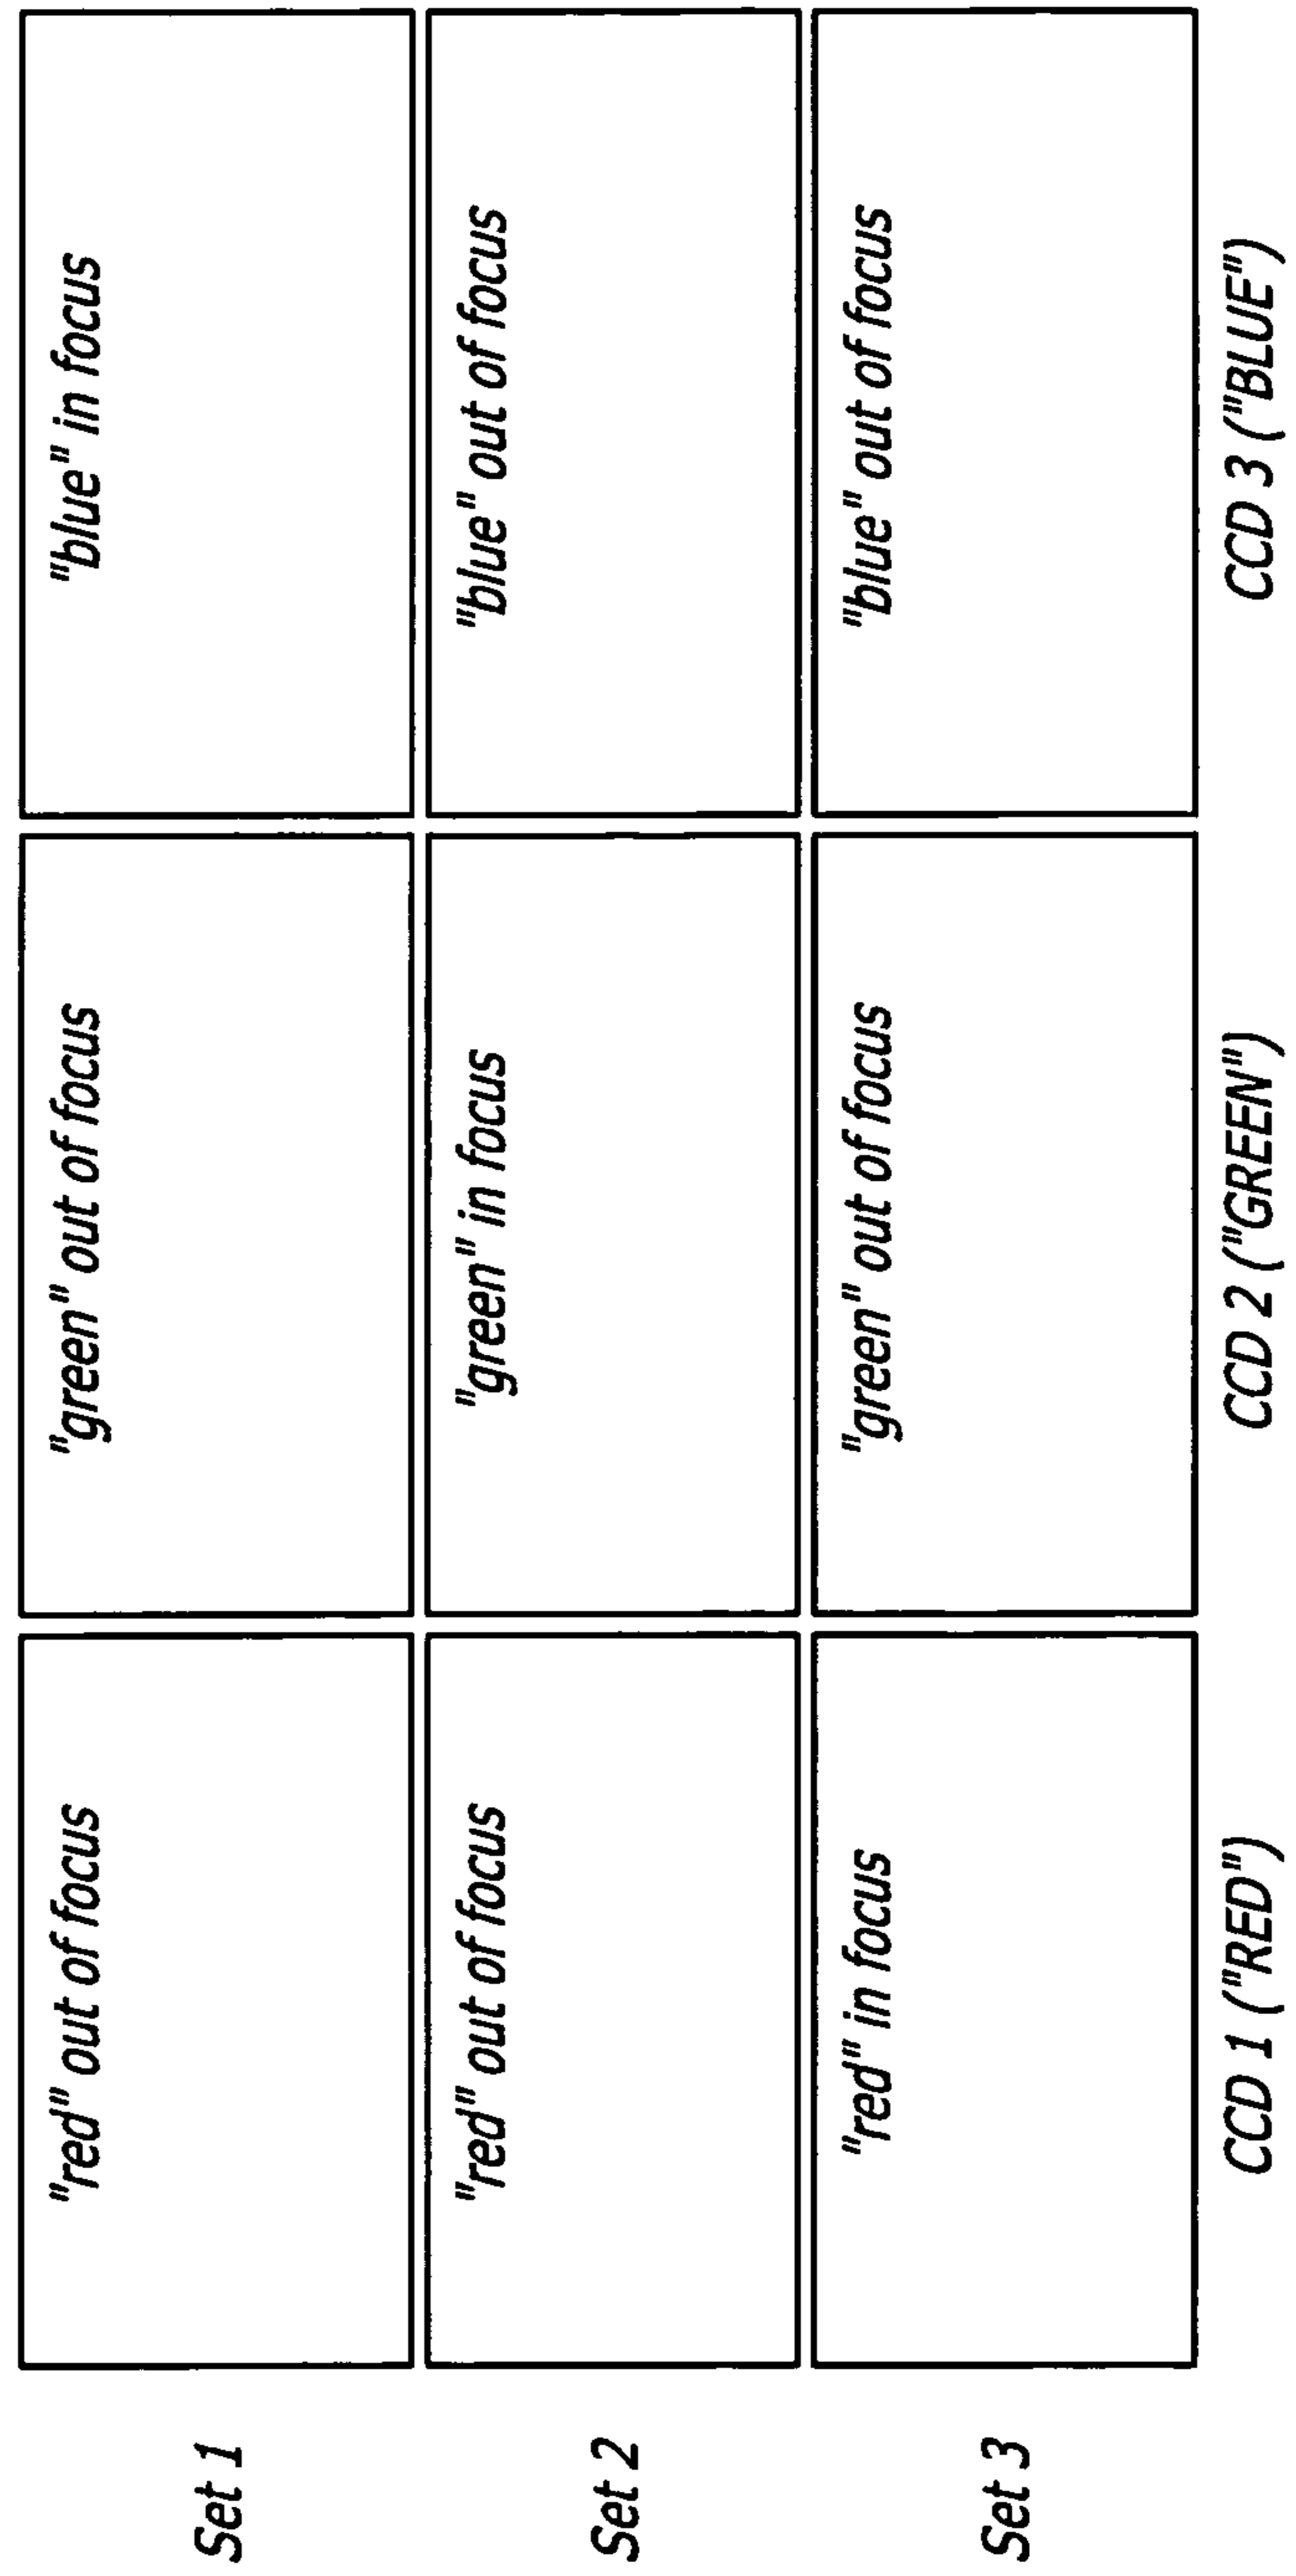 Set 1
"red" out of focus
"green" out of focus
"blue" in focus
Set 2
"red" out of focus
"green" in focus
"blue" out of focus
Set 3
"red" in focus
"green" out of focus
"blue" out of focus
CCD 1 ("RED")
CCD 2 ("GREEN")
CCD 3 ("BLUE")